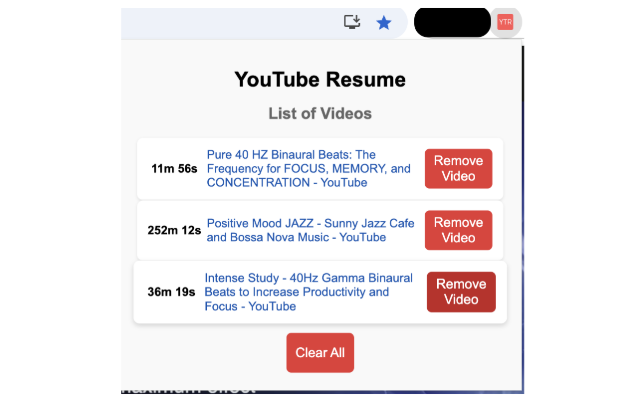 YTR
YouTube Resume
List of Videos
11m 56s
Pure 40 HZ Binaural Beats: The
Frequency for FOCUS, MEMORY, and
CONCENTRATION - YouTube
Remove
Video
252m 12s
Positive Mood JAZZ - Sunny Jazz Cafe
and Bossa Nova Music - YouTube
Remove
Video
36m 19s
Intense Study - 40Hz Gamma Binaural
Beats to Increase Productivity and
Focus - YouTube
Remove
Video
Clear All